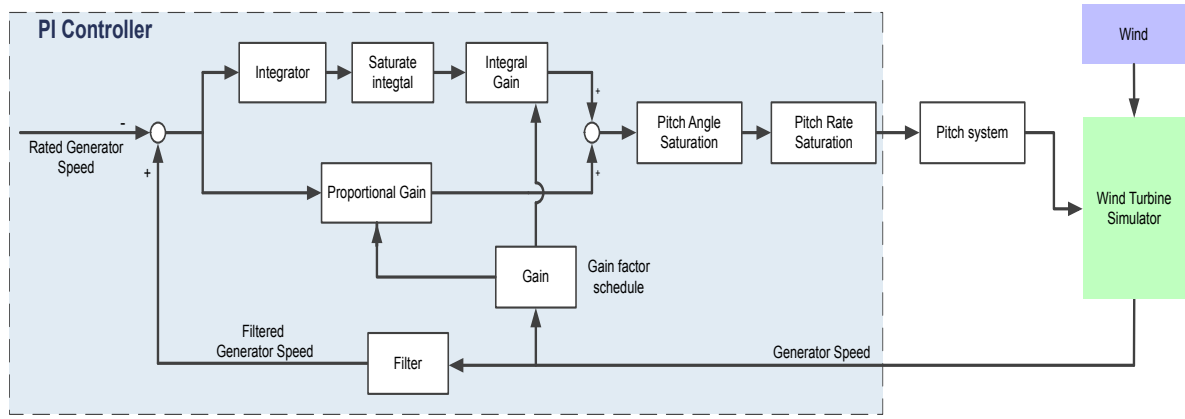 PI Controller
Integrator
Saturate
integtal
Integral
Gain
+
Wind
-
Rated Generator
Speed
+
Pitch Angle
Saturation
Pitch Rate
Saturation
Pitch system
+
Proportional Gain
Wind Turbine
Simulator
Gain
Gain factor
schedule
Filtered
Generator Speed
Filter
Generator Speed